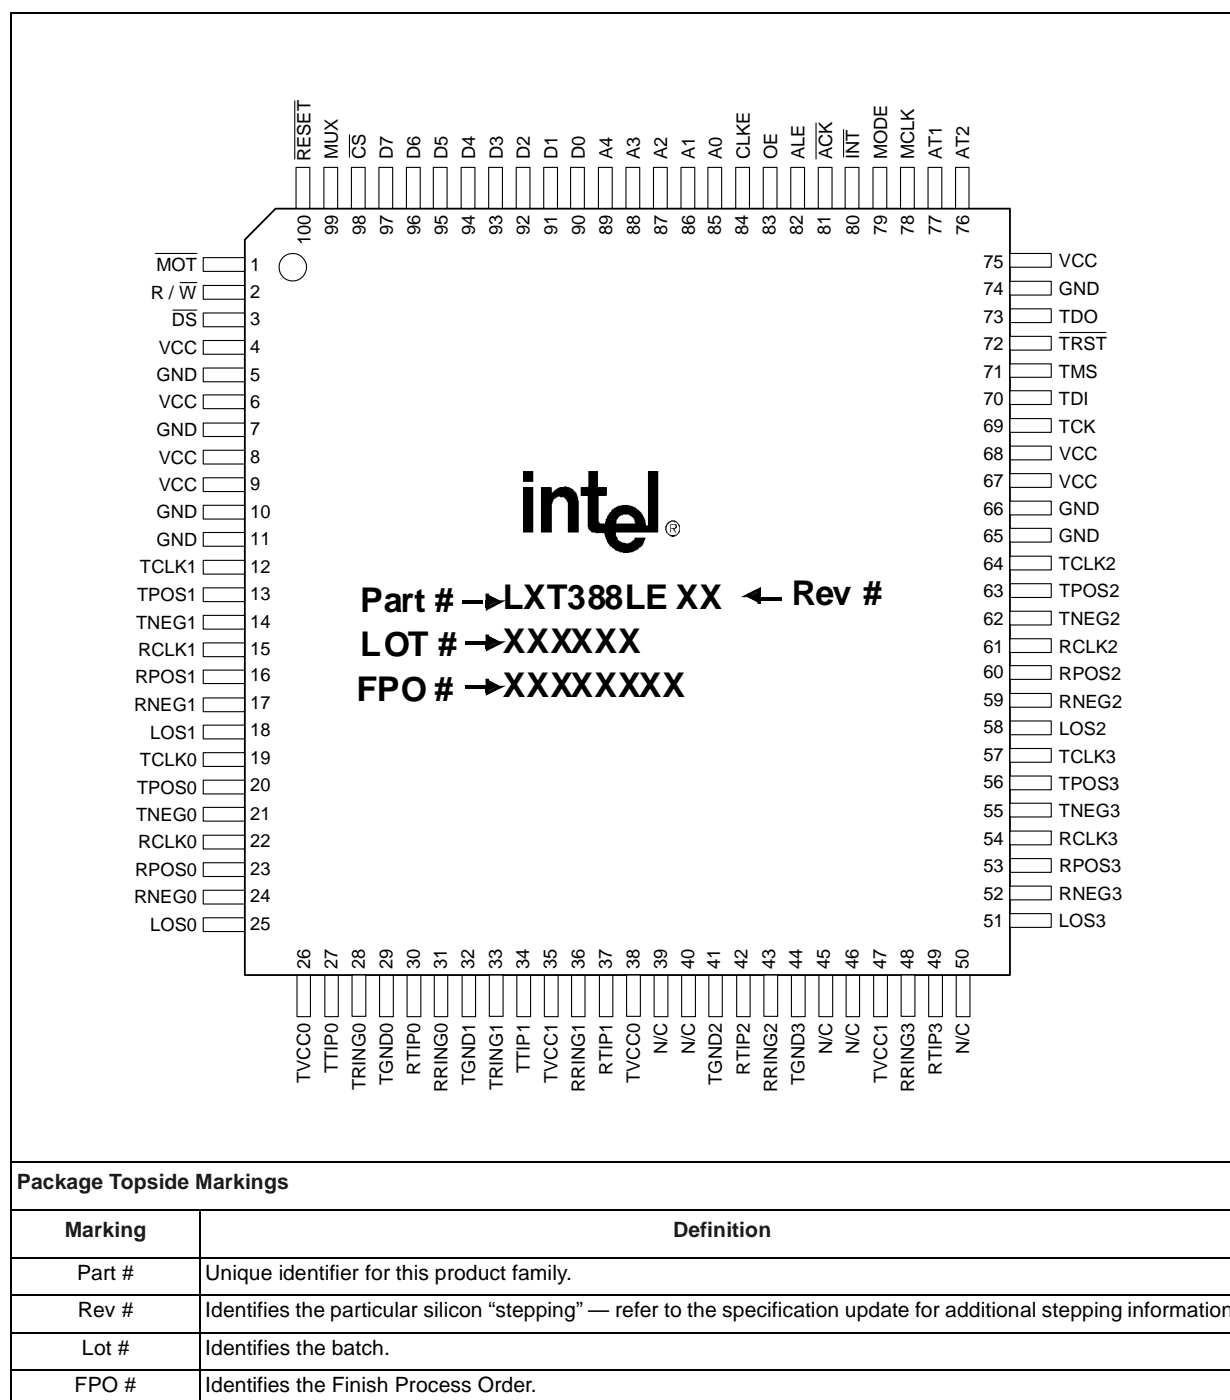 RESET MUX CS D7 D6 D5 D4 D3 D2 D1 D0 A4 A3 A2 A1 A0 CLKE OE ALE ACK INT MODE MCLK AT1 AT2
100 99 98 97 96 95 94 93 92 91 90 89 88 87 86 85 84 83 82 81 80 79 78 77 76
MOT 1
R / W 2
DS 3
VCC 4
GND 5
VCC 6
GND 7
VCC 8
VCC 9
GND 10
GND 11
TCLK1 12
TPOS1 13
TNEG1 14
RCLK1 15
RPOS1 16
RNEG1 17
LOS1 18
TCLK0 19
TPOS0 20
TNEG0 21
RCLK0 22
RPOS0 23
RNEG0 24
LOS0 25
intel®
Part # LXT388LE XX Rev #
LOT # XXXXXX
FPO # XXXXXXXX
75 VCC
74 GND
73 TDO
72 TRST
71 TMS
70 TDI
69 TCK
68 VCC
67 VCC
66 GND
65 GND
64 TCLK2
63 TPOS2
62 TNEG2
61 RCLK2
60 RPOS2
59 RNEG2
58 LOS2
57 TCLK3
56 TPOS3
55 TNEG3
54 RCLK3
53 RPOS3
52 RNEG3
51 LOS3
26 27 28 29 30 31 32 33 34 35 36 37 38 39 40 41 42 43 44 45 46 47 48 49 50
TVCC0 TTIP0 TRING0 TGND0 RTIP0 RRING0 TGND1 TRING1 TTIP1 TVCC1 RRING1 RTIP1 TVCC0 N/C N/C TGND2 RTIP2 RRING2 TGND3 N/C N/C TVCC1 RRING3 RTIP3 N/C
Package Topside Markings
Marking Definition
Part # Unique identifier for this product family.
Rev # Identifies the particular silicon “stepping” — refer to the specification update for additional stepping information
Lot # Identifies the batch.
FPO # Identifies the Finish Process Order.